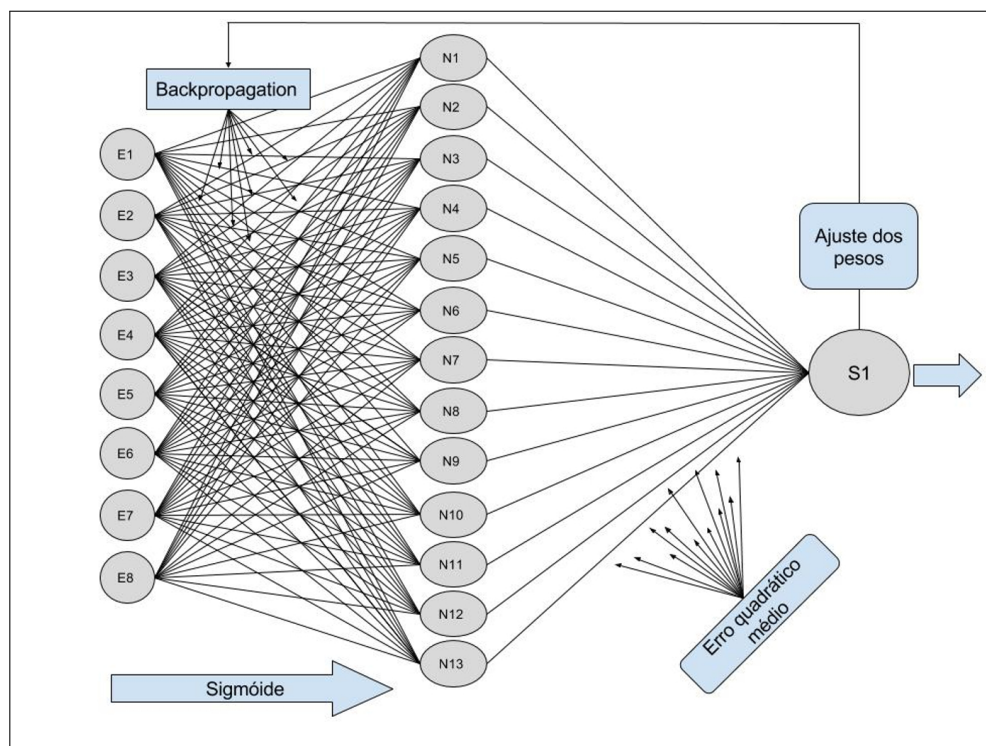 Backpropagation
E1
E2
E3
E4
E5
E6
E7
E8
N1
N2
N3
N4
N5
N6
N7
N8
N9
N10
N11
N12
N13
Ajuste dos
pesos
S1
Erro quadrático
médio
Sigmóide